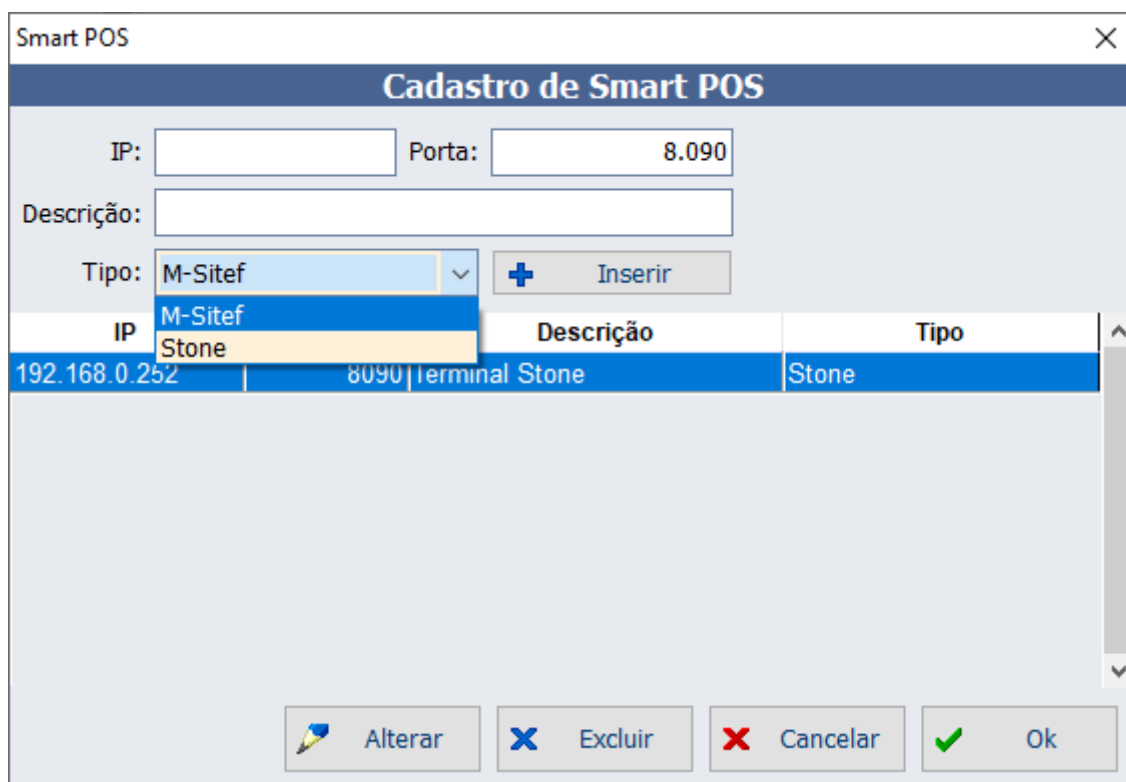 Smart POS
Cadastro de Smart POS
IP: Porta: 8.090
Descrição:
Tipo: M-Sitef Inserir
M-Sitef
Stone
IP Descrição Tipo
192.168.0.252 8090 Terminal Stone Stone
Alterar Excluir Cancelar Ok